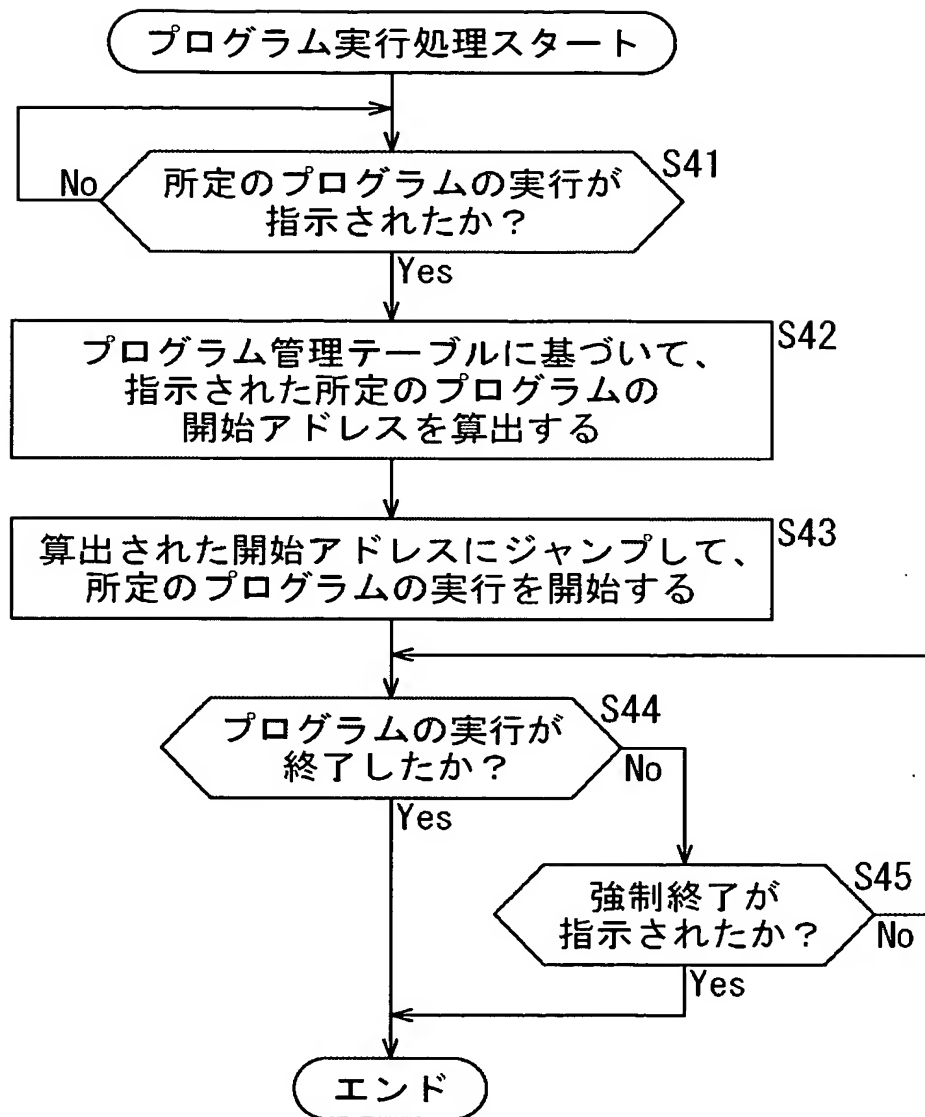 プログラム実行処理スタート
S41
No
所定のプログラムの実行が
指示されたか？
Yes
S42
プログラム管理テーブルに基づいて、
指示された所定のプログラムの
開始アドレスを算出する
S43
算出された開始アドレスにジャンプして、
所定のプログラムの実行を開始する
S44
プログラムの実行が
終了したか？
No
Yes
S45
強制終了が
指示されたか？
No
Yes
エンド